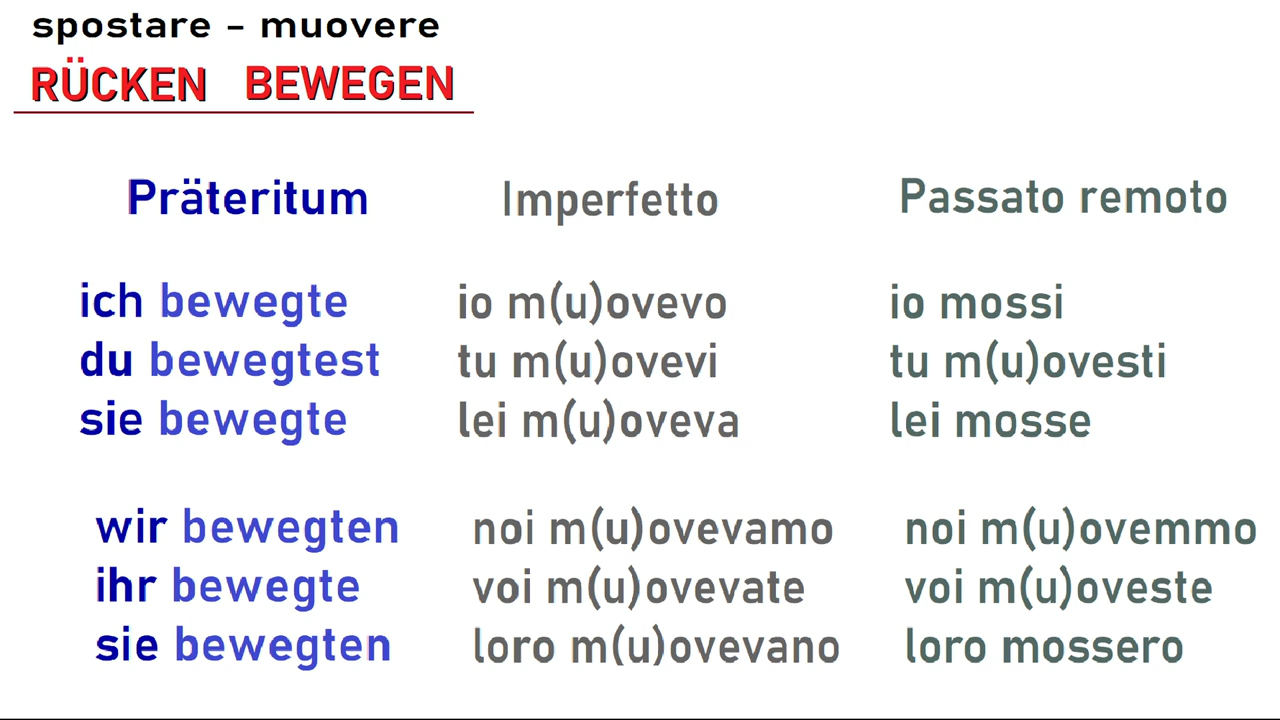 spostare - muovere
RÜCKEN BEWEGEN
Präteritum Imperfetto Passato remoto
ich bewegte io m(u)ovevo io mossi
du bewegtest tu m(u)ovevi tu m(u)ovesti
sie bewegte lei m(u)oveva lei mosse
wir bewegten noi m(u)ovevamo noi m(u)ovemmo
ihr bewegte voi m(u)ovevate voi m(u)oveste
sie bewegten loro m(u)ovevano loro mossero